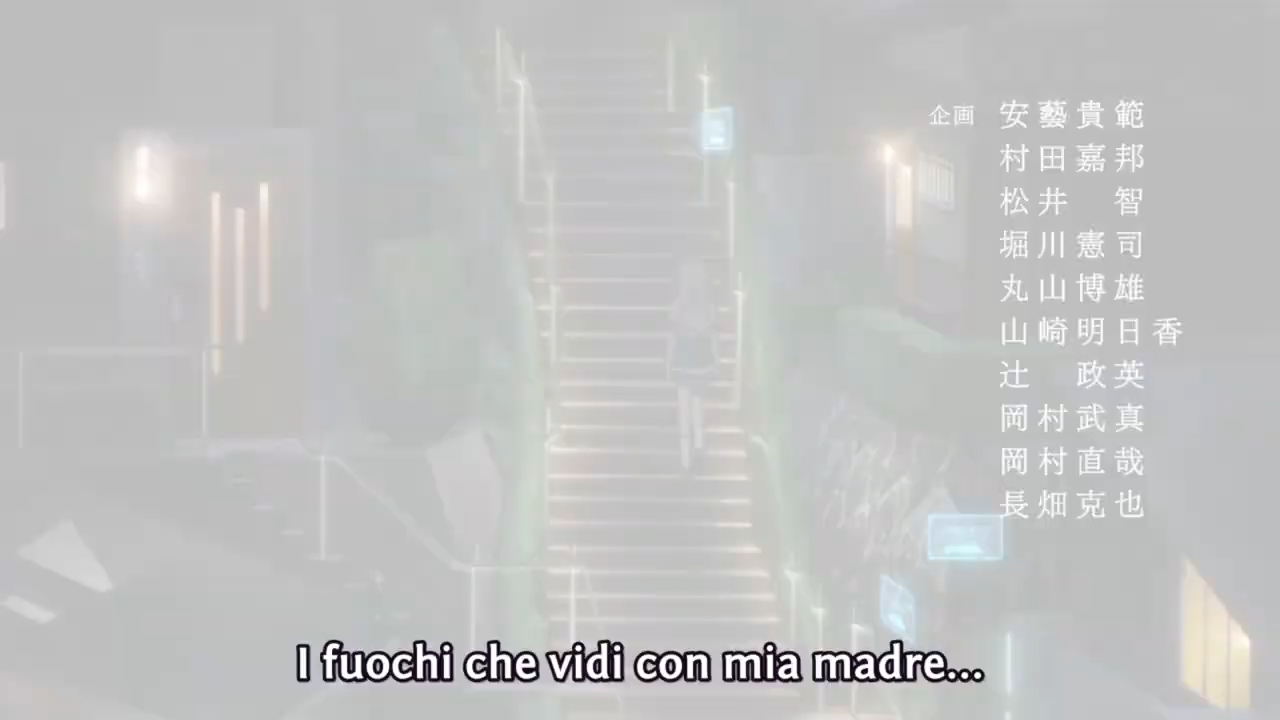 企画 安藝貴範
村田嘉邦
松井 智
堀川憲司
丸山博雄
山崎明日香
辻 政英
岡村武真
岡村直哉
長畑克也
I fuochi che vidi con mia madre...